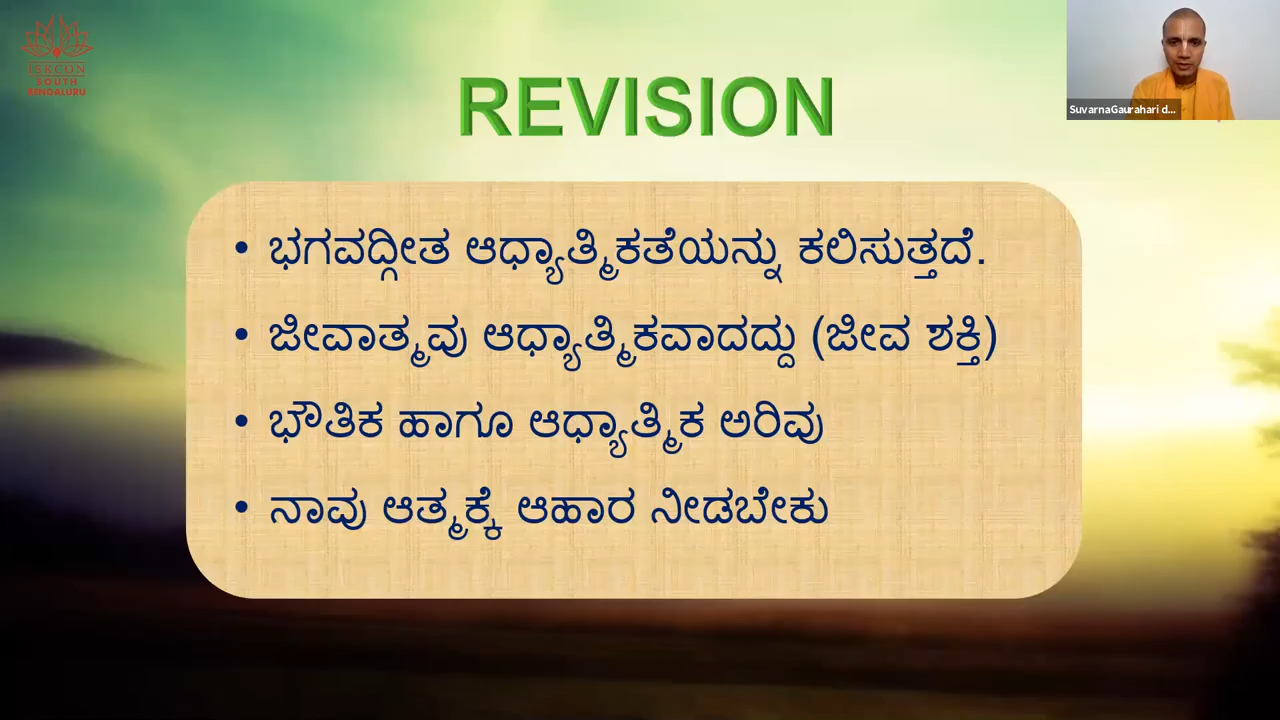 ISKCON
SOUTH
BENGALURU
SuvarnaGaurahari d...
REVISION
• ಭಗವದ್ಗೀತ ಆಧ್ಯಾತ್ಮಿಕತೆಯನ್ನು ಕಲಿಸುತ್ತದೆ.
• ಜೀವಾತ್ಮವು ಆಧ್ಯಾತ್ಮಿಕವಾದದ್ದು (ಜೀವ ಶಕ್ತಿ)
• ಭೌತಿಕ ಹಾಗೂ ಆಧ್ಯಾತ್ಮಿಕ ಅರಿವು
• ನಾವು ಆತ್ಮಕ್ಕೆ ಆಹಾರ ನೀಡಬೇಕು